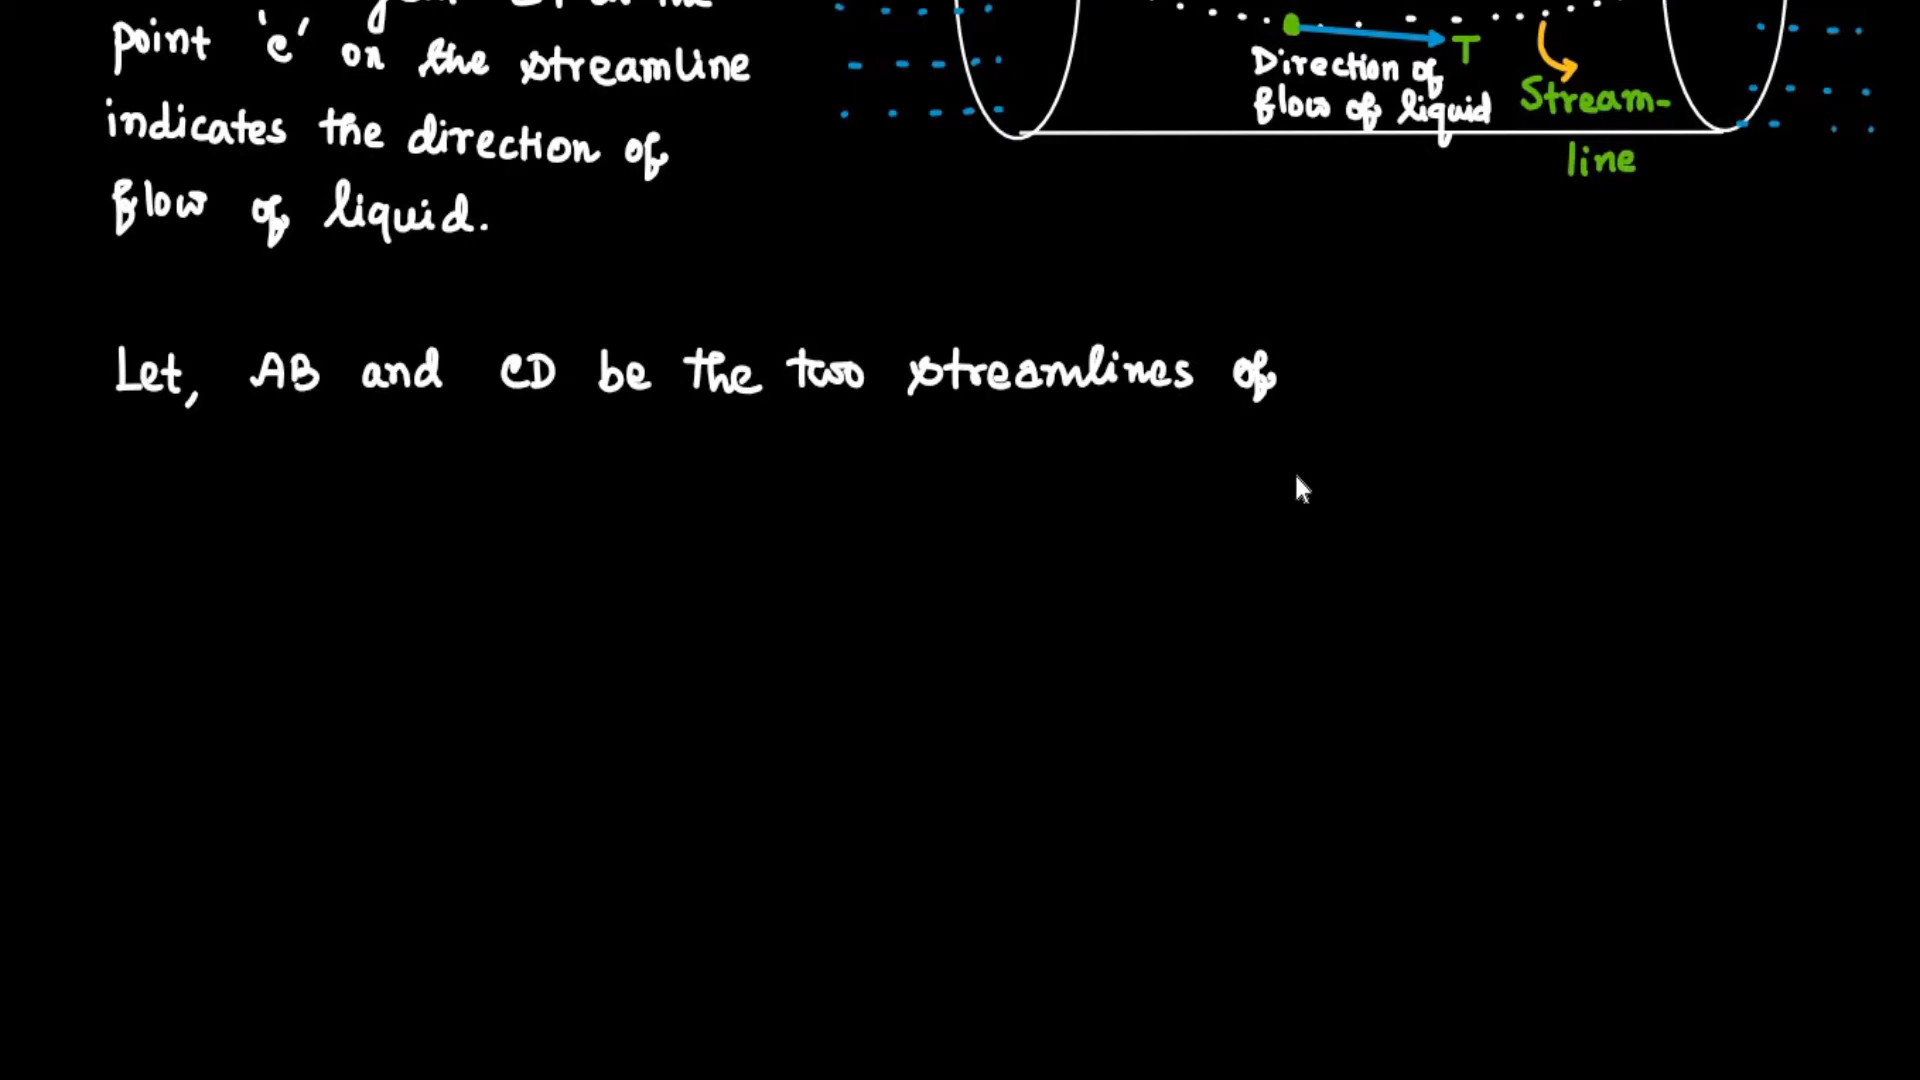 point 'c' on the streamline
indicates the direction of
flow of liquid.
T
Direction of
flow of liquid
Stream-
line
Let, AB and CD be the two streamlines of